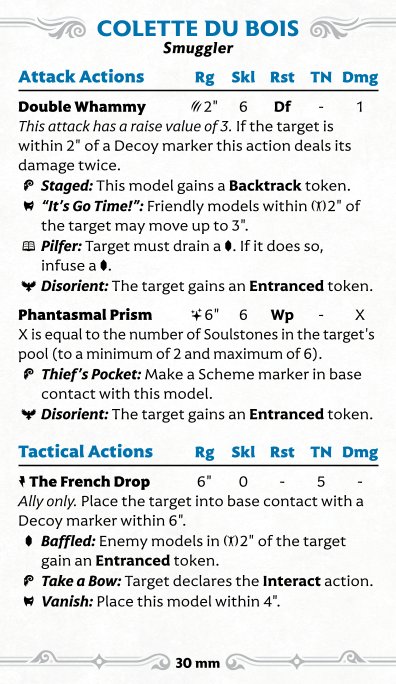 COLETTE DU BOIS
Smuggler
Attack Actions Rg Skl Rst TN Dmg
Double Whammy 2" 6 Df - 1
This attack has a raise value of 3. If the target is
within 2" of a Decoy marker this action deals its
damage twice.
Staged: This model gains a Backtrack token.
“It’s Go Time!”: Friendly models within 2" of
the target may move up to 3".
Pilfer: Target must drain a . If it does so,
infuse a .
Disorient: The target gains an Entranced token.
Phantasmal Prism 6" 6 Wp - X
X is equal to the number of Soulstones in the target's
pool (to a minimum of 2 and maximum of 6).
Thief’s Pocket: Make a Scheme marker in base
contact with this model.
Disorient: The target gains an Entranced token.
Tactical Actions Rg Skl Rst TN Dmg
The French Drop 6" 0 - 5 -
Ally only. Place the target into base contact with a
Decoy marker within 6".
Baffled: Enemy models in 2" of the target
gain an Entranced token.
Take a Bow: Target declares the Interact action.
Vanish: Place this model within 4".
30 mm